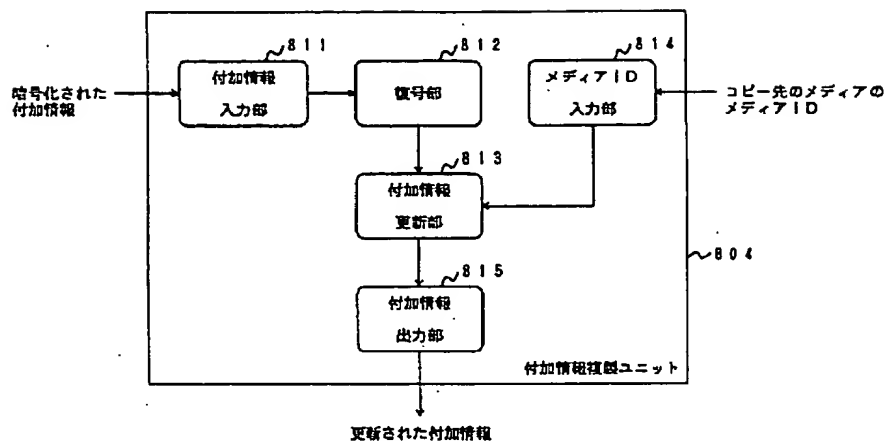 811
812
814
暗号化された
付加情報
付加情報
入力部
復号部
メディアID
入力部
コピー先のメディアの
メディアID
813
付加情報
更新部
804
815
付加情報
出力部
付加情報複製ユニット
更新された付加情報